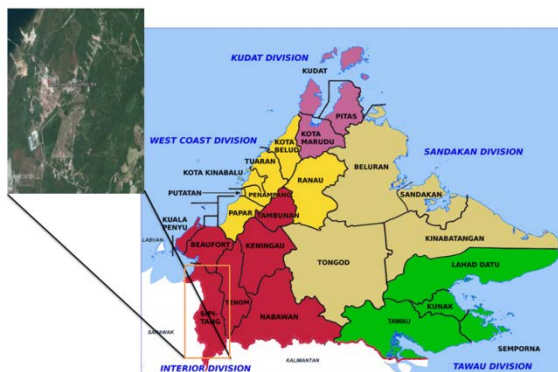 KUDAT DIVISION
KUDAT
PITAS
KOTA
MARUDU
WEST COAST DIVISION
KOTA
BELUD
TUARAN
SANDAKAN DIVISION
BELURAN
KOTA KINABALU
RANAU
PUTATAN
PENAMPANG
SANDAKAN
KUALA
PENYU
PAPAR
TAMBUNAN
KINABATANGAN
LABUAN
BEAUFORT
KENINGAU
TONGOD
LAHAD DATU
TENOM
KUNAK
SIPI-
TANG
NABAWAN
TAWAU
SARAWAK
SEMPORNA
KALIMANTAN
INTERIOR DIVISION
TAWAU DIVISION